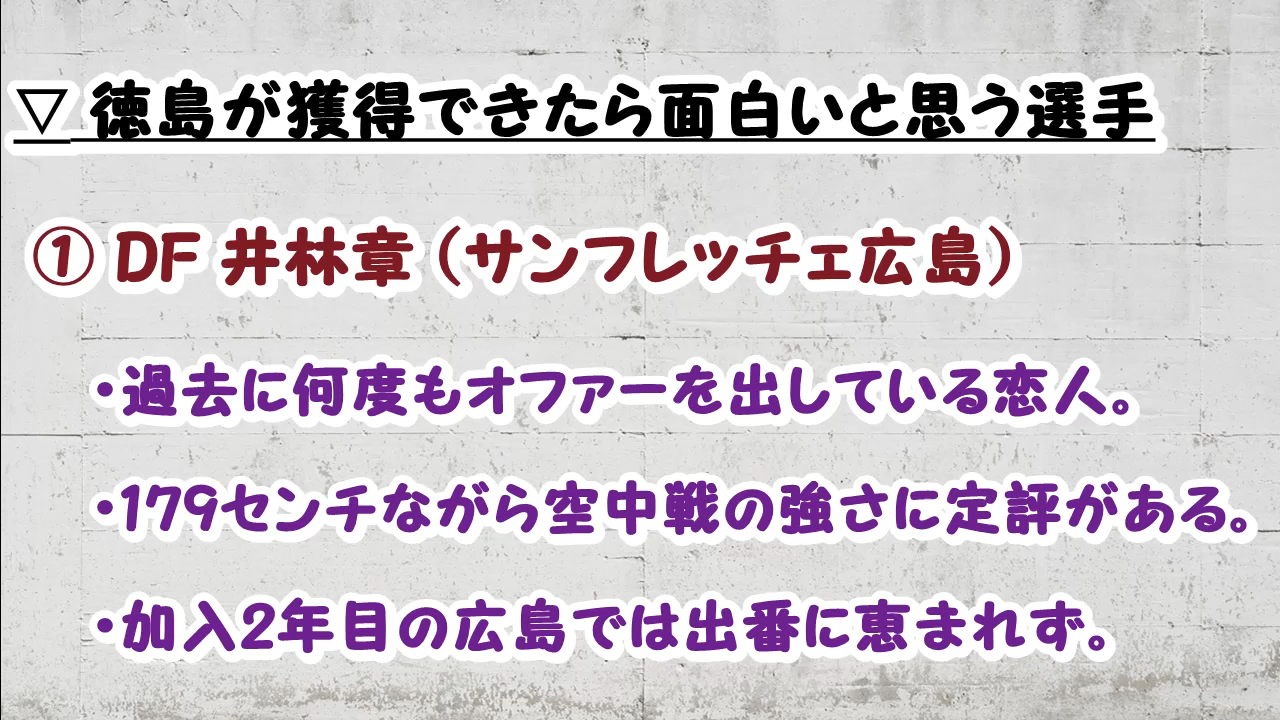 ▽ 徳島が獲得できたら面白いと思う選手
① DF 井林章（サンフレッチェ広島）
・過去に何度もオファーを出している恋人。
・179センチながら空中戦の強さに定評がある。
・加入2年目の広島では出番に恵まれず。